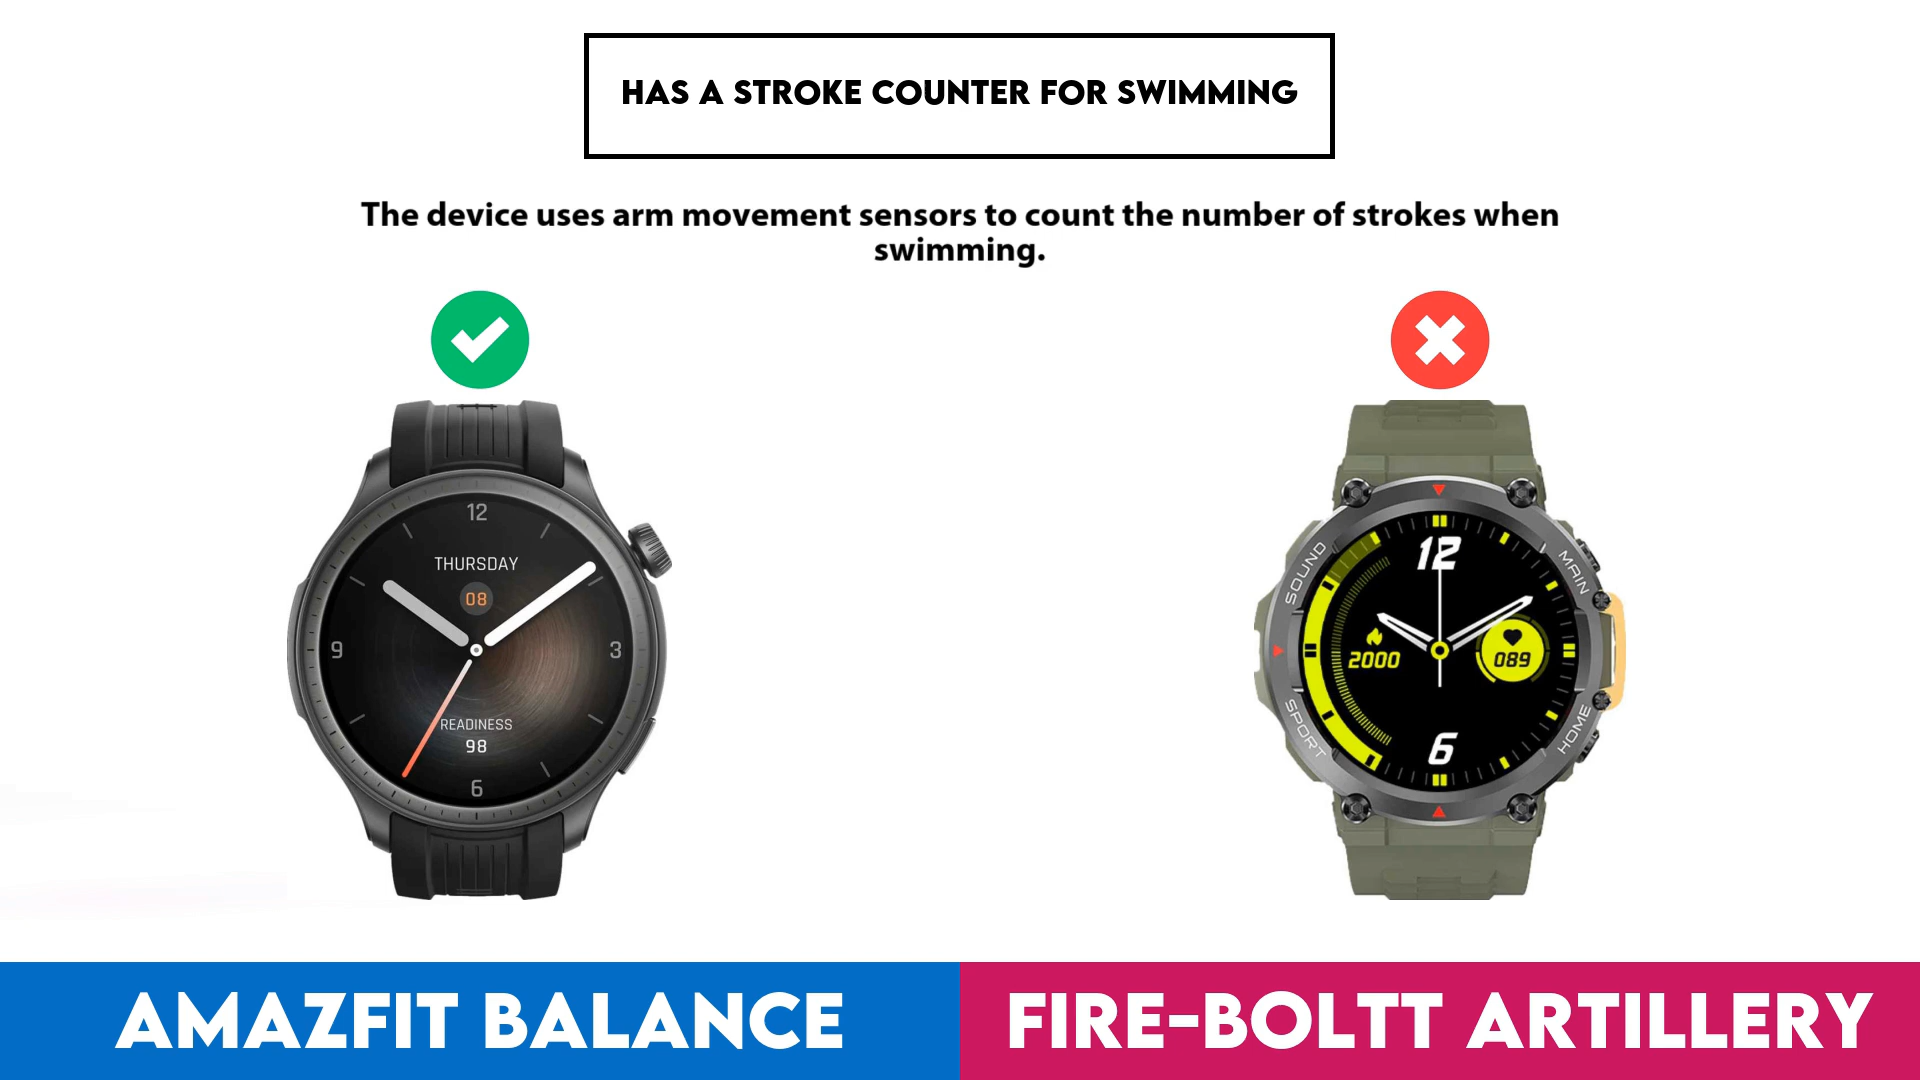 HAS A STROKE COUNTER FOR SWIMMING
The device uses arm movement sensors to count the number of strokes when
swimming.
12
THURSDAY
08
9
3
READINESS
98
6
SOUND
MAIN
12
2000
089
SPORT
HOME
6
AMAZFIT BALANCE
FIRE-BOLTT ARTILLERY